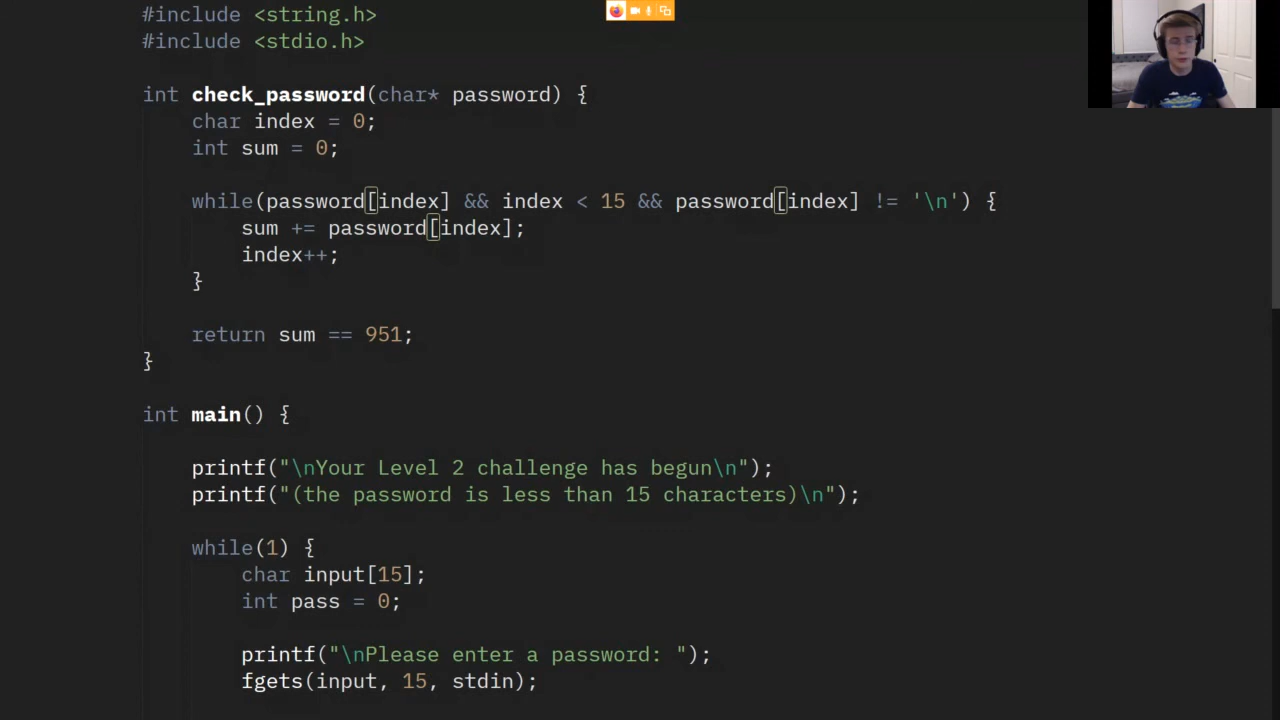 #include <string.h>
#include <stdio.h>
int check_password(char* password) {
char index = 0;
int sum = 0;
while(password[index] && index < 15 && password[index] != '\n') {
sum += password[index];
index++;
}
return sum == 951;
}
int main() {
printf("\nYour Level 2 challenge has begun\n");
printf("(the password is less than 15 characters)\n");
while(1) {
char input[15];
int pass = 0;
printf("\nPlease enter a password: ");
fgets(input, 15, stdin);